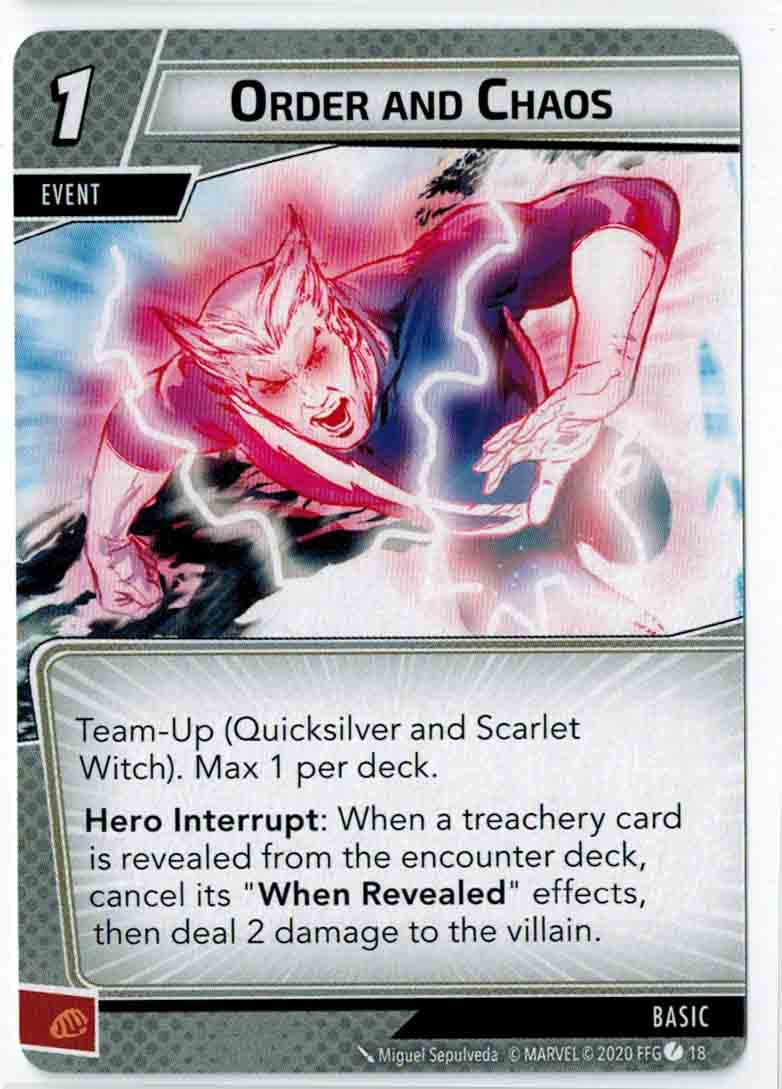 1
ORDER AND CHAOS
EVENT
Team-Up (Quicksilver and Scarlet
Witch). Max 1 per deck.
Hero Interrupt: When a treachery card
is revealed from the encounter deck,
cancel its "When Revealed" effects,
then deal 2 damage to the villain.
BASIC
Miguel Sepulveda © MARVEL © 2020 FFG 18